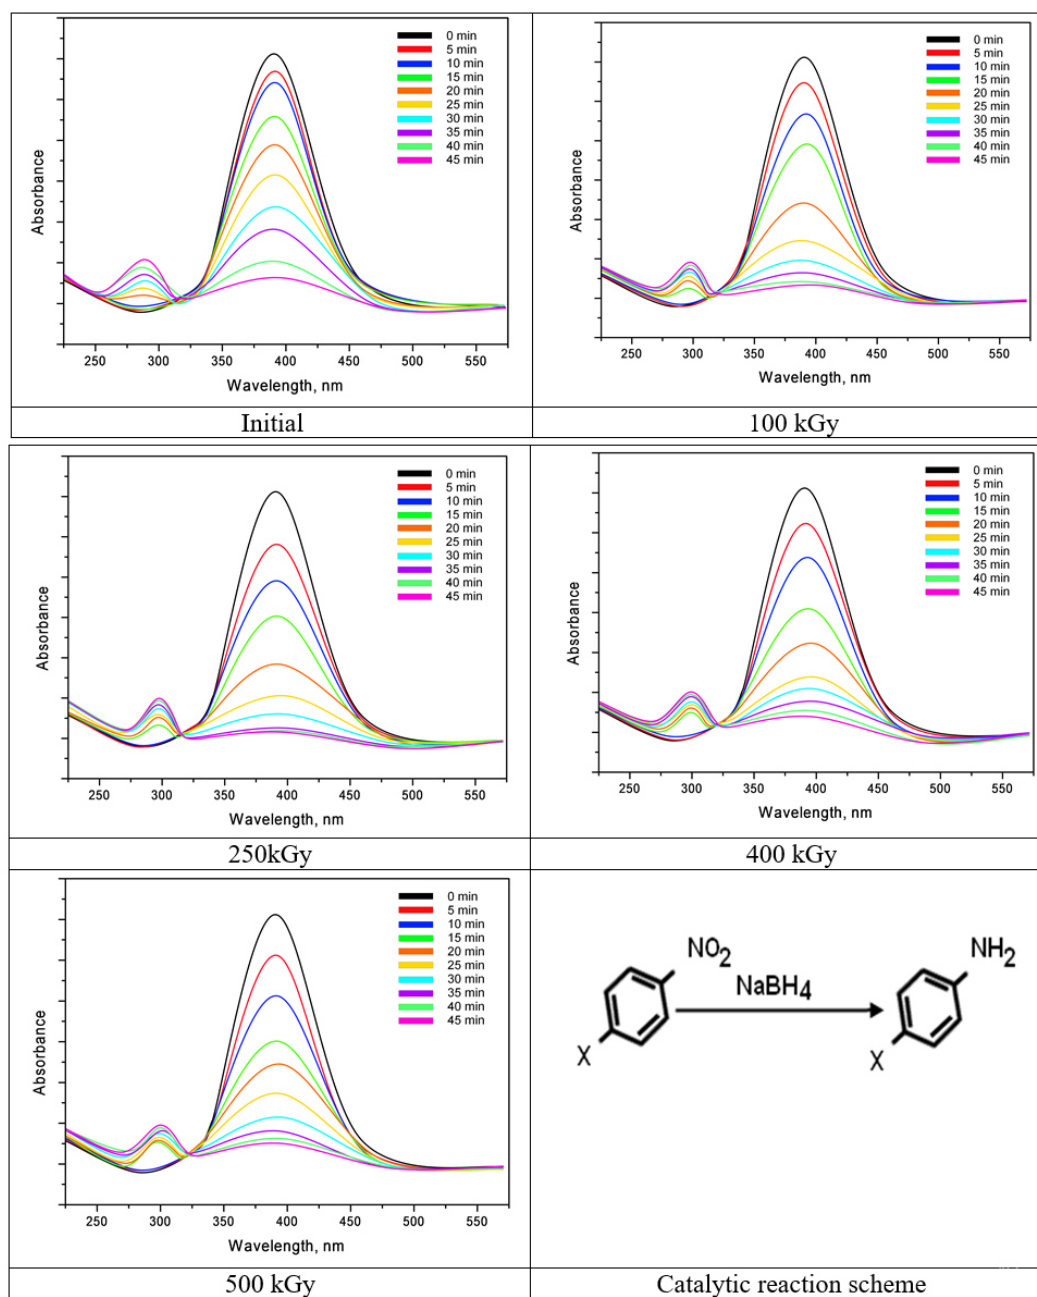 0 min
5 min
10 min
15 min
20 min
25 min
30 min
35 min
40 min
45 min
Absorbance
250 300 350 400 450 500 550
Wavelength, nm
Initial
0 min
5 min
10 min
15 min
20 min
25 min
30 min
35 min
40 min
45 min
Absorbance
250 300 350 400 450 500 550
Wavelength, nm
100 kGy
0 min
5 min
10 min
15 min
20 min
25 min
30 min
35 min
40 min
45 min
Absorbance
250 300 350 400 450 500 550
Wavelength, nm
250kGy
0 min
5 min
10 min
15 min
20 min
25 min
30 min
35 min
40 min
45 min
Absorbance
250 300 350 400 450 500 550
Wavelength, nm
400 kGy
0 min
5 min
10 min
15 min
20 min
25 min
30 min
35 min
40 min
45 min
Absorbance
250 300 350 400 450 500 550
Wavelength, nm
500 kGy
NO2
NaBH4
NH2
X
X
Catalytic reaction scheme